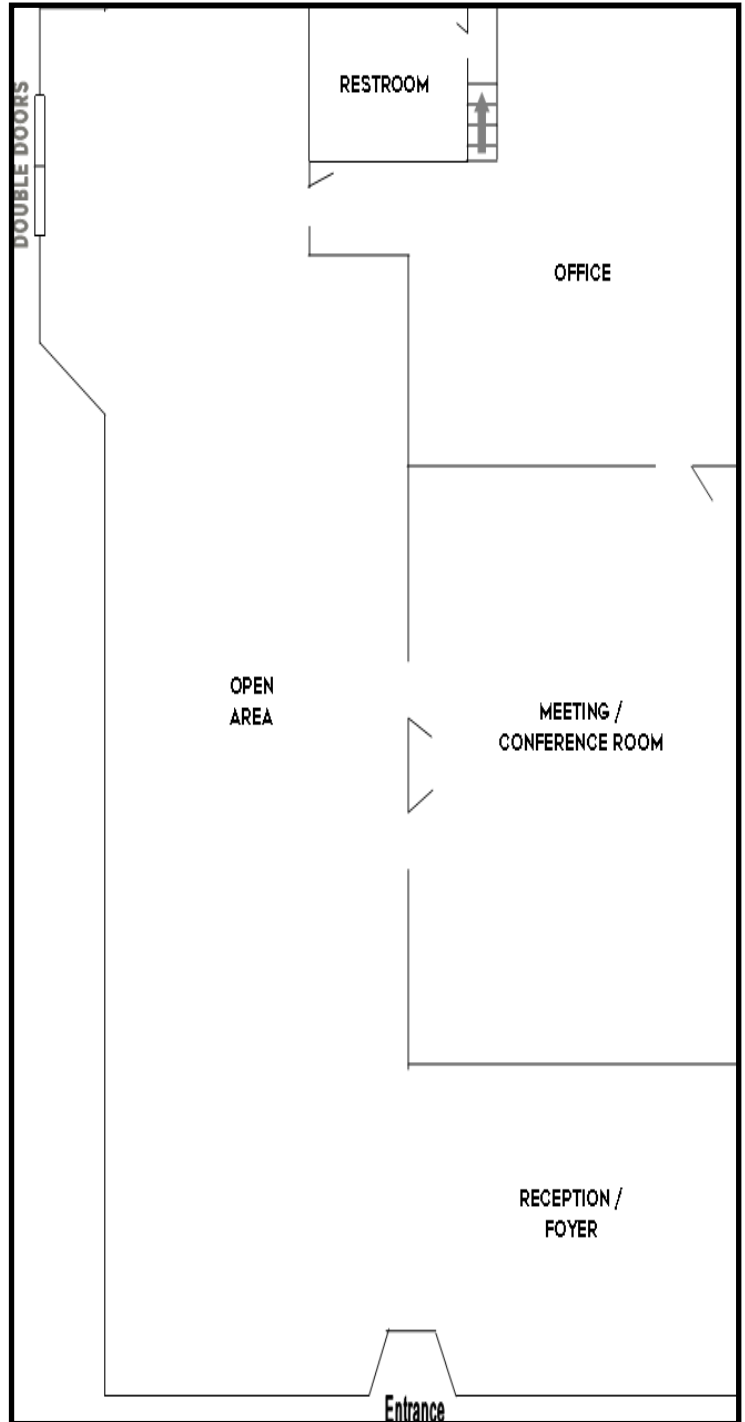 RESTROOM
DOUBLE DOORS
OFFICE
OPEN
AREA
MEETING /
CONFERENCE ROOM
RECEPTION /
FOYER
Entrance